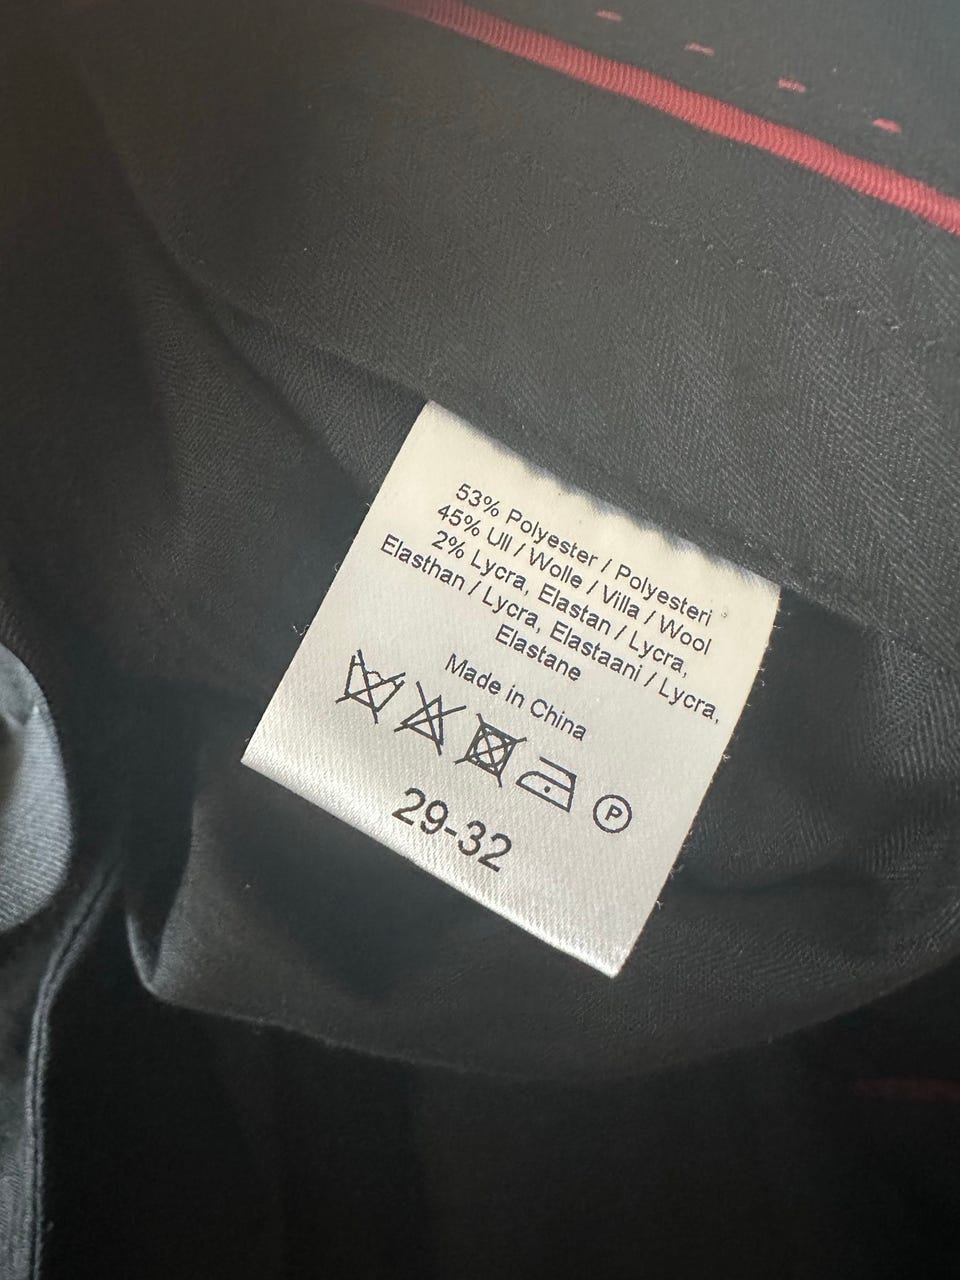 53% Polyester / Polyesteri
45% Ull / Wolle / Villa / Wool
2% Lycra, Elastan / Lycra,
Elasthan / Lycra, Elastaani / Lycra,
Elastane
Made in China
P
29-32